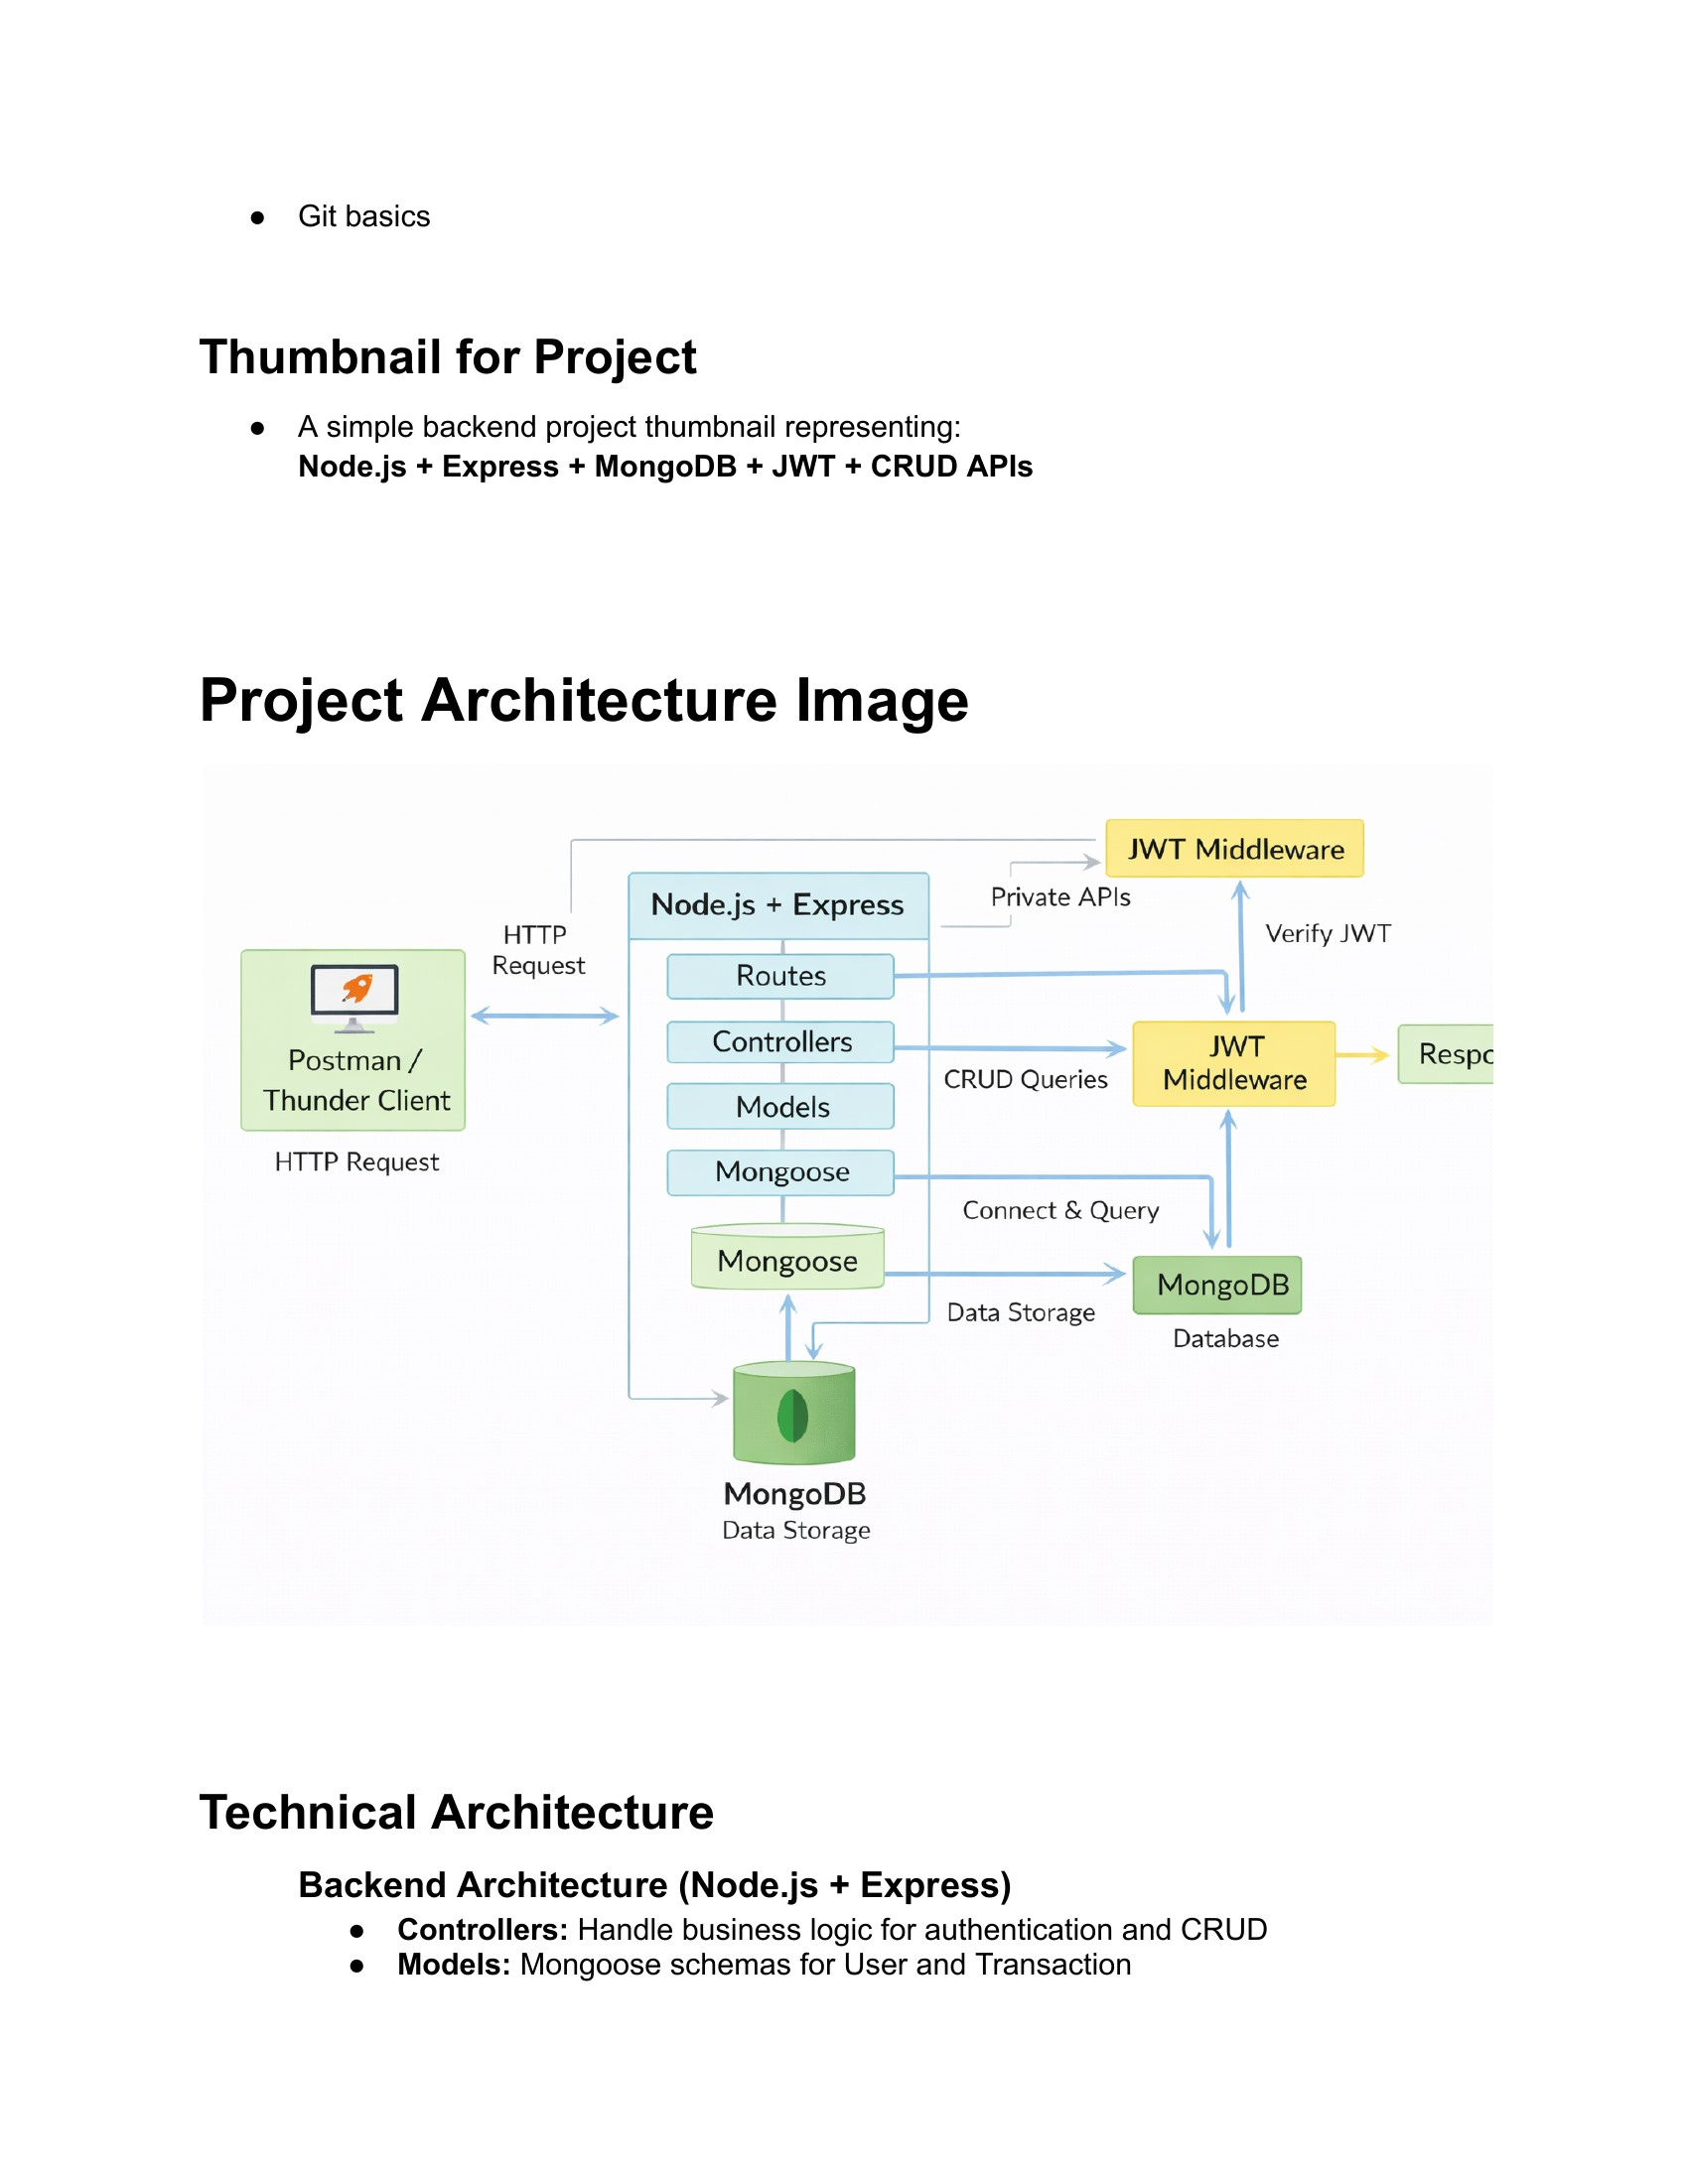 ● Git basics
Thumbnail for Project
● A simple backend project thumbnail representing:
Node.js + Express + MongoDB + JWT + CRUD APIs
Project Architecture Image
JWT Middleware
Private APIs
Node.js + Express
HTTP
Request
Verify JWT
Routes
Postman /
Thunder Client
HTTP Request
Controllers
CRUD Queries
JWT
Middleware
Respo
Models
Mongoose
Connect & Query
Mongoose
Data Storage
MongoDB
Database
MongoDB
Data Storage
Technical Architecture
Backend Architecture (Node.js + Express)
● Controllers: Handle business logic for authentication and CRUD
● Models: Mongoose schemas for User and Transaction